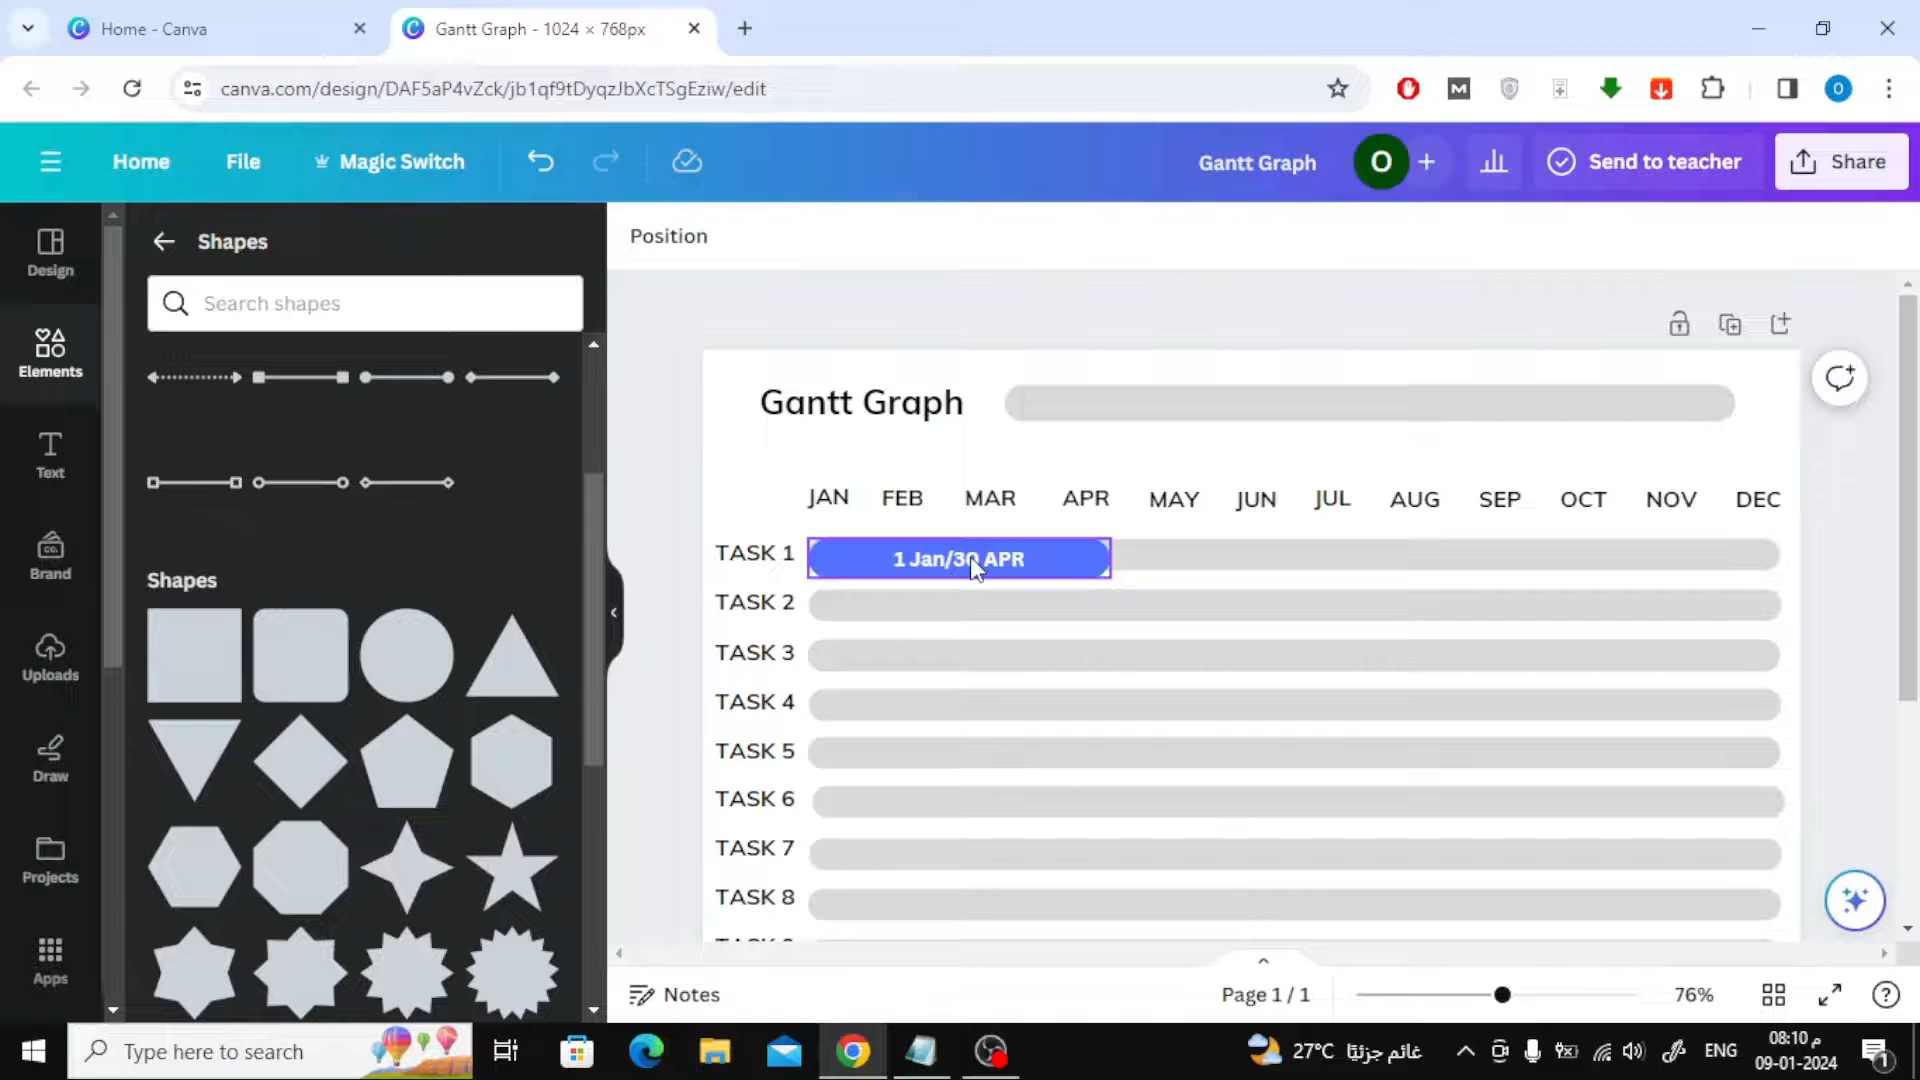 Home - Canva
Gantt Graph - 1024 × 768px
canva.com/design/DAF5aP4vZck/jb1qf9tDyqzJbXcTSgEziw/edit
Home
File
Magic Switch
Gantt Graph
O
Send to teacher
Share
Design
Elements
Text
Brand
Uploads
Draw
Projects
Apps
Shapes
Search shapes
Shapes
Position
Gantt Graph
JAN FEB MAR APR MAY JUN JUL AUG SEP OCT NOV DEC
TASK 1
1 Jan/30 APR
TASK 2
TASK 3
TASK 4
TASK 5
TASK 6
TASK 7
TASK 8
Notes
Page 1 / 1
76%
Type here to search
27°C غائم جزئيًا
ENG
08:10 م
09-01-2024
1